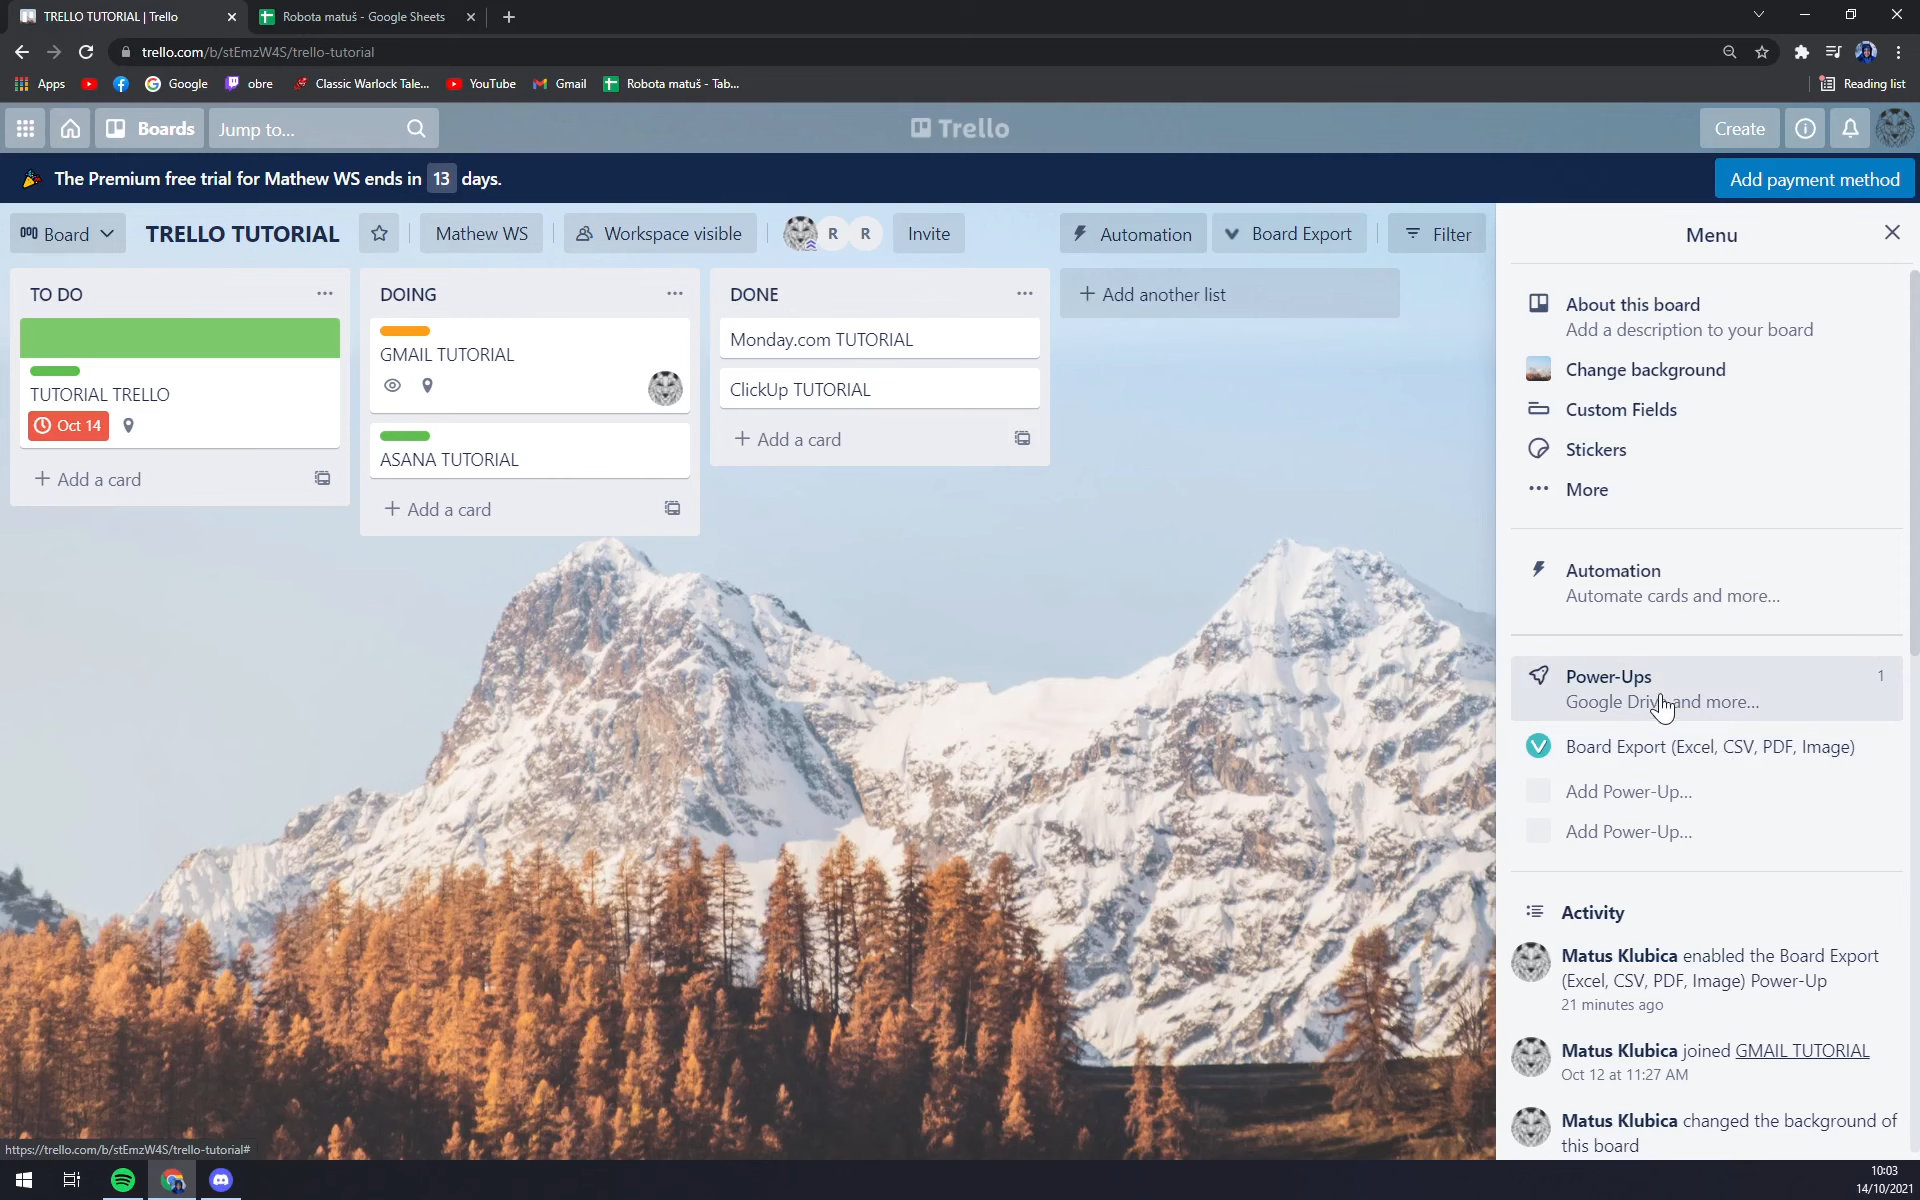 TRELLO TUTORIAL | Trello
Robota matuš - Google Sheets
trello.com/b/stEmzW4S/trello-tutorial
Apps
Google
obre
Classic Warlock Tale...
YouTube
Gmail
Robota matuš - Tab...
Reading list
Boards
Jump to...
Trello
Create
The Premium free trial for Mathew WS ends in 13 days.
Add payment method
Board
TRELLO TUTORIAL
Mathew WS
Workspace visible
R
R
Invite
Automation
Board Export
Filter
TO DO
TUTORIAL TRELLO
Oct 14
+ Add a card
DOING
GMAIL TUTORIAL
ASANA TUTORIAL
+ Add a card
DONE
Monday.com TUTORIAL
ClickUp TUTORIAL
+ Add a card
+ Add another list
Menu
About this board
Add a description to your board
Change background
Custom Fields
Stickers
More
Automation
Automate cards and more...
Power-Ups 1
Google Drive and more...
Board Export (Excel, CSV, PDF, Image)
Add Power-Up...
Add Power-Up...
Activity
Matus Klubica enabled the Board Export
(Excel, CSV, PDF, Image) Power-Up
21 minutes ago
Matus Klubica joined GMAIL TUTORIAL
Oct 12 at 11:27 AM
Matus Klubica changed the background of
this board
https://trello.com/b/stEmzW4S/trello-tutorial#
10:03
14/10/2021